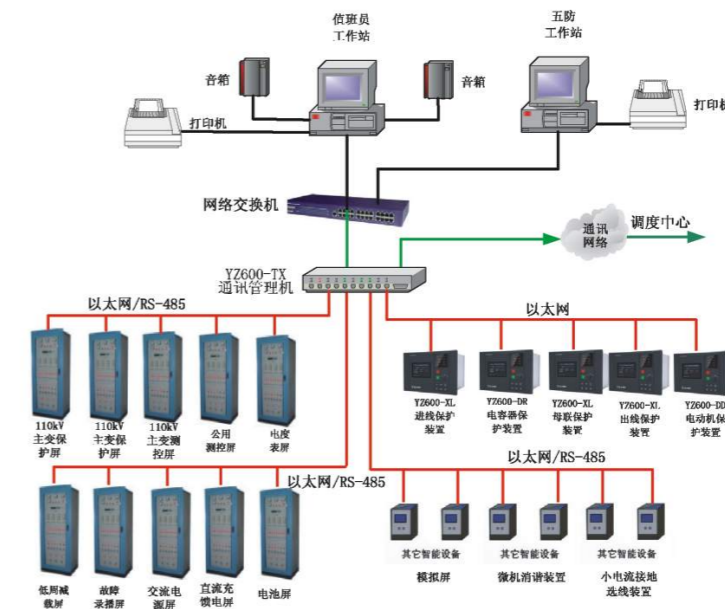 值班员
工作站
五防
工作站
音箱
音箱
打印机
打印机
网络交换机
通讯
网络
调度中心
YZ600-TX
通讯管理机
以太网/RS-485
以太网
110kV
主变保
护屏
110kV
主变保
护屏
110kV
主变测
控屏
公用
测控屏
电度
表屏
YZ600-XL
进线保护
装置
YZ600-DR
电容器保
护装置
YZ600-XL
母联保护
装置
YZ600-XL
出线保护
装置
YZ600-DD
电动机保
护装置
以太网/RS-485
以太网/RS-485
低周减
载屏
故障
录播屏
交流电
源屏
直流充
馈电屏
电池屏
其它智能设备
模拟屏
其它智能设备
微机消谐装置
其它智能设备
小电流接地
选线装置